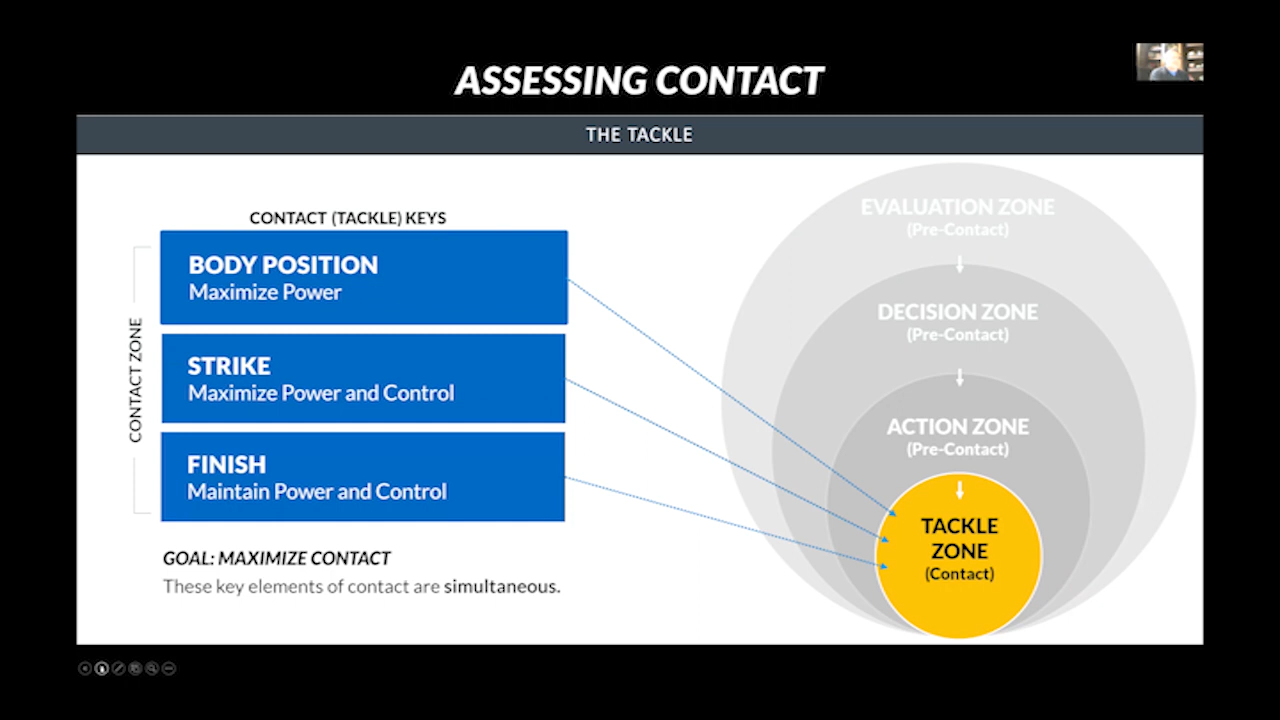 ASSESSING CONTACT
THE TACKLE
CONTACT (TACKLE) KEYS
CONTACT ZONE
BODY POSITION
Maximize Power
STRIKE
Maximize Power and Control
FINISH
Maintain Power and Control
GOAL: MAXIMIZE CONTACT
These key elements of contact are simultaneous.
EVALUATION ZONE
(Pre-Contact)
DECISION ZONE
(Pre-Contact)
ACTION ZONE
(Pre-Contact)
TACKLE
ZONE
(Contact)